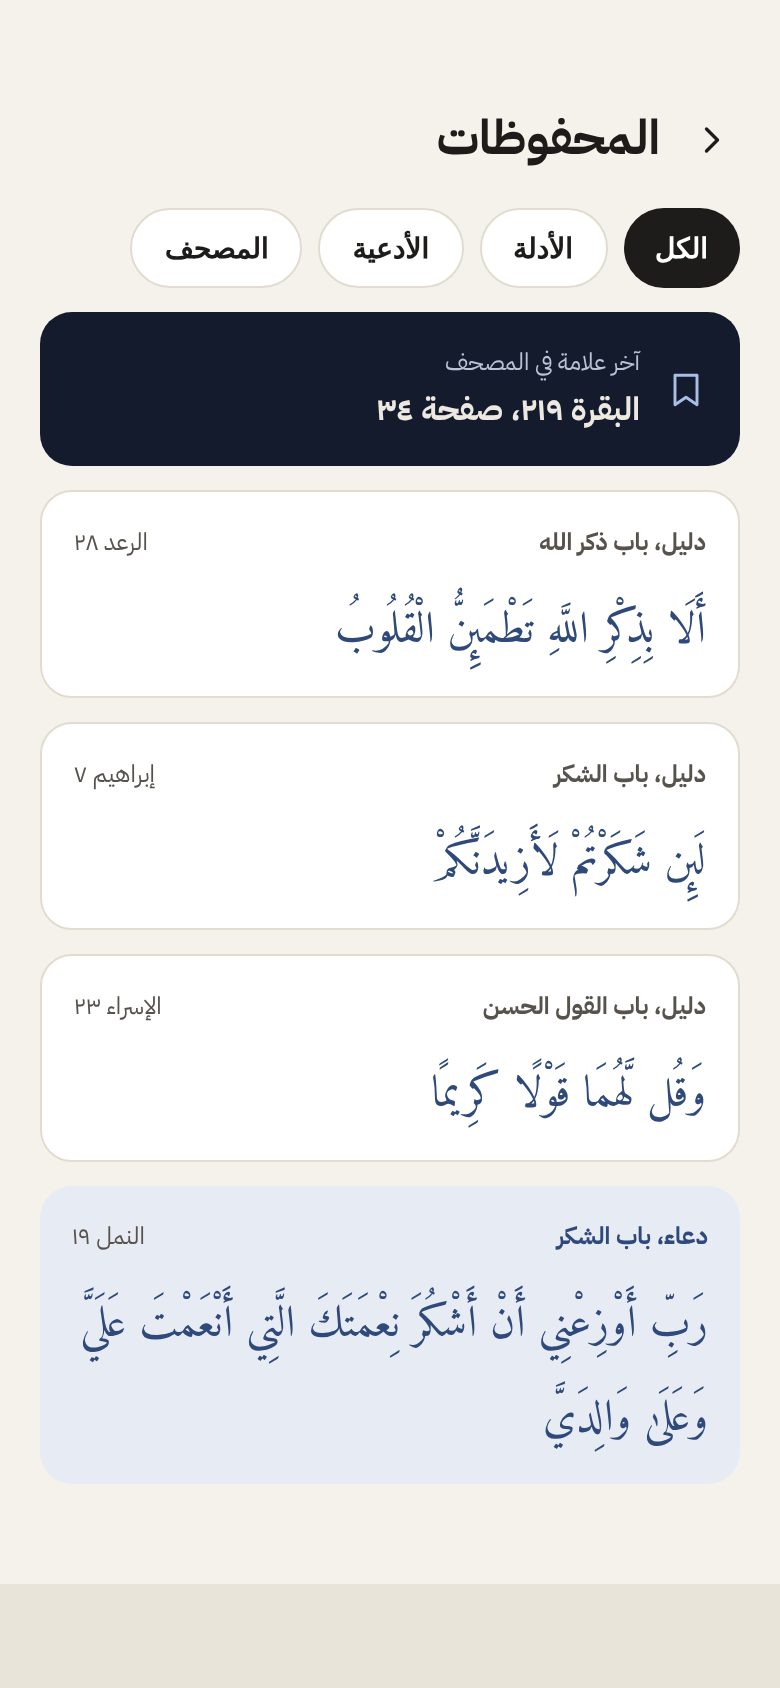 المحفوظات
الكل
الأدلة
الأدعية
المصحف
آخر علامة في المصحف
البقرة ٢١٩، صفحة ٣٤
دليل، باب ذكر الله
الرعد ٢٨
أَلَا بِذِكْرِ اللَّهِ تَطْمَئِنُّ الْقُلُوبُ
دليل، باب الشكر
إبراهيم ٧
لَئِن شَكَرْتُمْ لَأَزِيدَنَّكُمْ
دليل، باب القول الحسن
الإسراء ٢٣
وَقُل لَّهُمَا قَوْلًا كَرِيمًا
دعاء، باب الشكر
النمل ١٩
رَبِّ أَوْزِعْنِي أَنْ أَشْكُرَ نِعْمَتَكَ الَّتِي أَنْعَمْتَ عَلَيَّ
وَعَلَىٰ وَالِدَيَّ